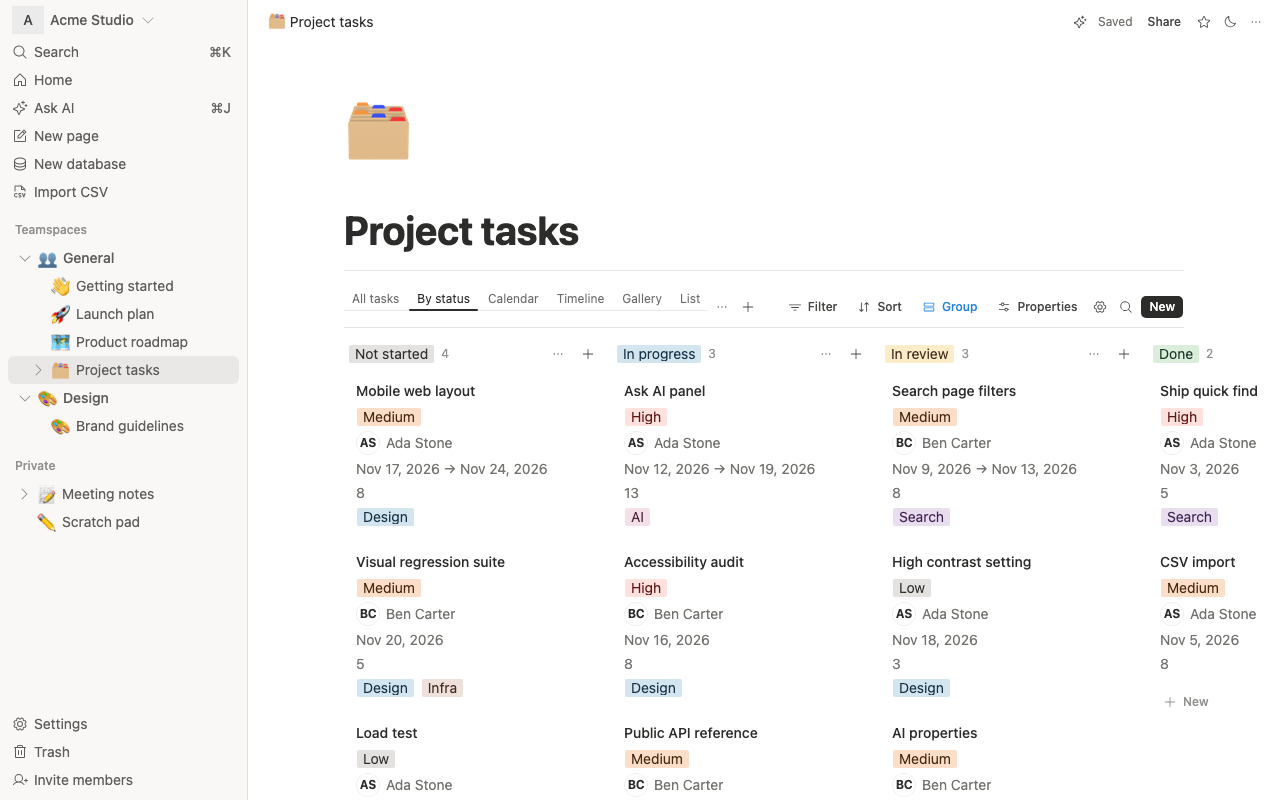 A Acme Studio
Search ⌘K
Home
Ask AI ⌘J
New page
New database
Import CSV
Teamspaces
General
Getting started
Launch plan
Product roadmap
Project tasks
Design
Brand guidelines
Private
Meeting notes
Scratch pad
Settings
Trash
Invite members
Project tasks
Saved Share
Project tasks
All tasks By status Calendar Timeline Gallery List
Filter Sort Group Properties New
Not started 4
Mobile web layout
Medium
AS Ada Stone
Nov 17, 2026 → Nov 24, 2026
8
Design
Visual regression suite
Medium
BC Ben Carter
Nov 20, 2026
5
Design Infra
Load test
Low
AS Ada Stone
In progress 3
Ask AI panel
High
AS Ada Stone
Nov 12, 2026 → Nov 19, 2026
13
AI
Accessibility audit
High
BC Ben Carter
Nov 16, 2026
8
Design
Public API reference
Medium
BC Ben Carter
In review 3
Search page filters
Medium
BC Ben Carter
Nov 9, 2026 → Nov 13, 2026
8
Search
High contrast setting
Low
AS Ada Stone
Nov 18, 2026
3
Design
AI properties
Medium
BC Ben Carter
Done 2
Ship quick find
High
AS Ada Stone
Nov 3, 2026
5
Search
CSV import
Medium
AS Ada Stone
Nov 5, 2026
8
New